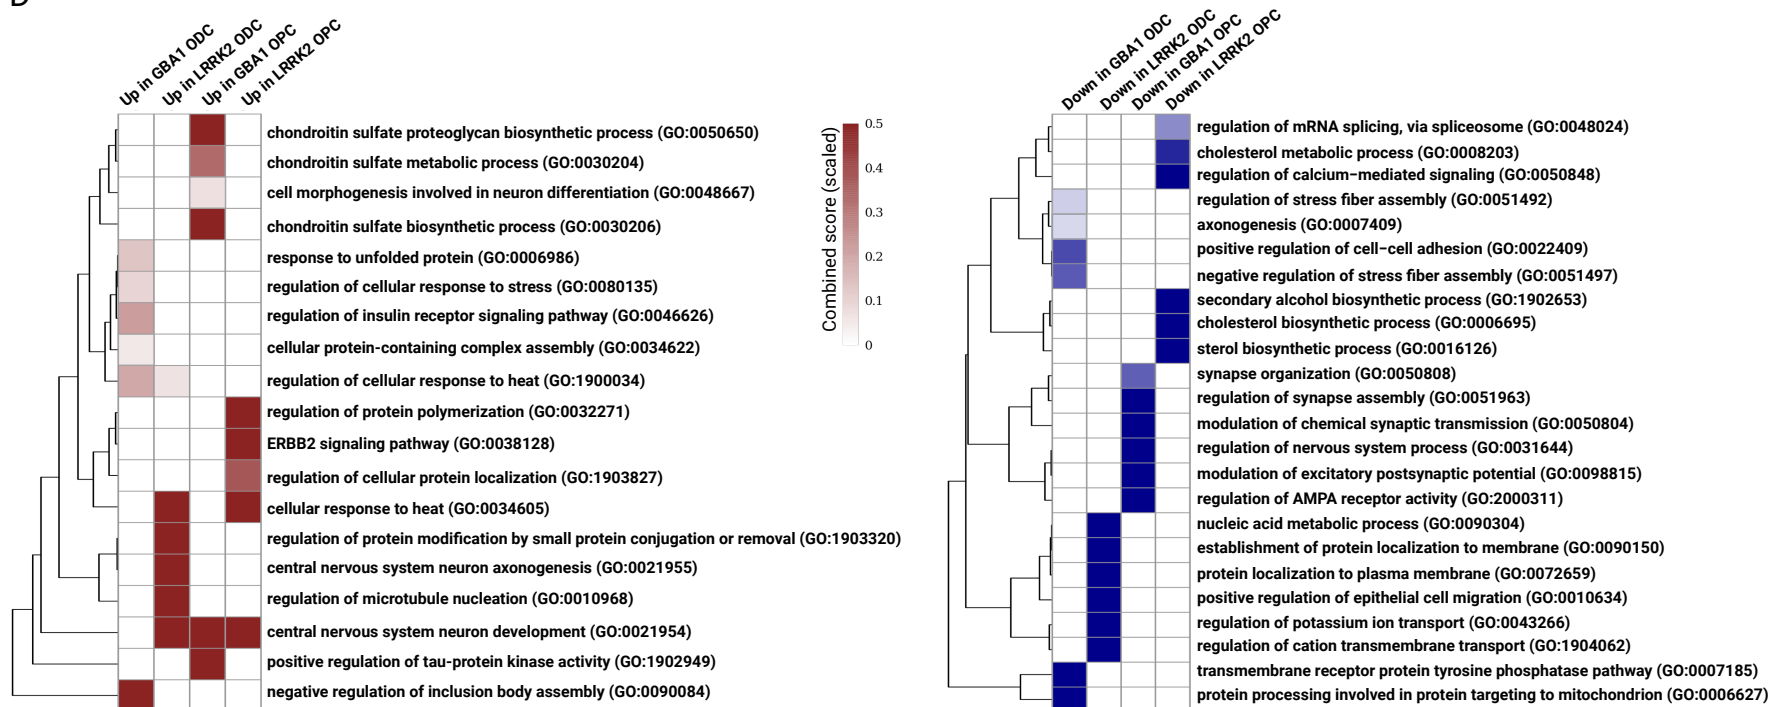 D
Up in GBA1 ODC
Up in LRRK2 ODC
Up in GBA1 OPC
Up in LRRK2 OPC
chondroitin sulfate proteoglycan biosynthetic process (GO:0050650)
chondroitin sulfate metabolic process (GO:0030204)
cell morphogenesis involved in neuron differentiation (GO:0048667)
chondroitin sulfate biosynthetic process (GO:0030206)
response to unfolded protein (GO:0006986)
regulation of cellular response to stress (GO:0080135)
regulation of insulin receptor signaling pathway (GO:0046626)
cellular protein-containing complex assembly (GO:0034622)
regulation of cellular response to heat (GO:1900034)
regulation of protein polymerization (GO:0032271)
ERBB2 signaling pathway (GO:0038128)
regulation of cellular protein localization (GO:1903827)
cellular response to heat (GO:0034605)
regulation of protein modification by small protein conjugation or removal (GO:1903320)
central nervous system neuron axonogenesis (GO:0021955)
regulation of microtubule nucleation (GO:0010968)
central nervous system neuron development (GO:0021954)
positive regulation of tau-protein kinase activity (GO:1902949)
negative regulation of inclusion body assembly (GO:0090084)
Combined score (scaled)
0.5
0.4
0.3
0.2
0.1
0
Down in GBA1 ODC
Down in LRRK2 ODC
Down in GBA1 OPC
Down in LRRK2 OPC
regulation of mRNA splicing, via spliceosome (GO:0048024)
cholesterol metabolic process (GO:0008203)
regulation of calcium−mediated signaling (GO:0050848)
regulation of stress fiber assembly (GO:0051492)
axonogenesis (GO:0007409)
positive regulation of cell−cell adhesion (GO:0022409)
negative regulation of stress fiber assembly (GO:0051497)
secondary alcohol biosynthetic process (GO:1902653)
cholesterol biosynthetic process (GO:0006695)
sterol biosynthetic process (GO:0016126)
synapse organization (GO:0050808)
regulation of synapse assembly (GO:0051963)
modulation of chemical synaptic transmission (GO:0050804)
regulation of nervous system process (GO:0031644)
modulation of excitatory postsynaptic potential (GO:0098815)
regulation of AMPA receptor activity (GO:2000311)
nucleic acid metabolic process (GO:0090304)
establishment of protein localization to membrane (GO:0090150)
protein localization to plasma membrane (GO:0072659)
positive regulation of epithelial cell migration (GO:0010634)
regulation of potassium ion transport (GO:0043266)
regulation of cation transmembrane transport (GO:1904062)
transmembrane receptor protein tyrosine phosphatase pathway (GO:0007185)
protein processing involved in protein targeting to mitochondrion (GO:0006627)